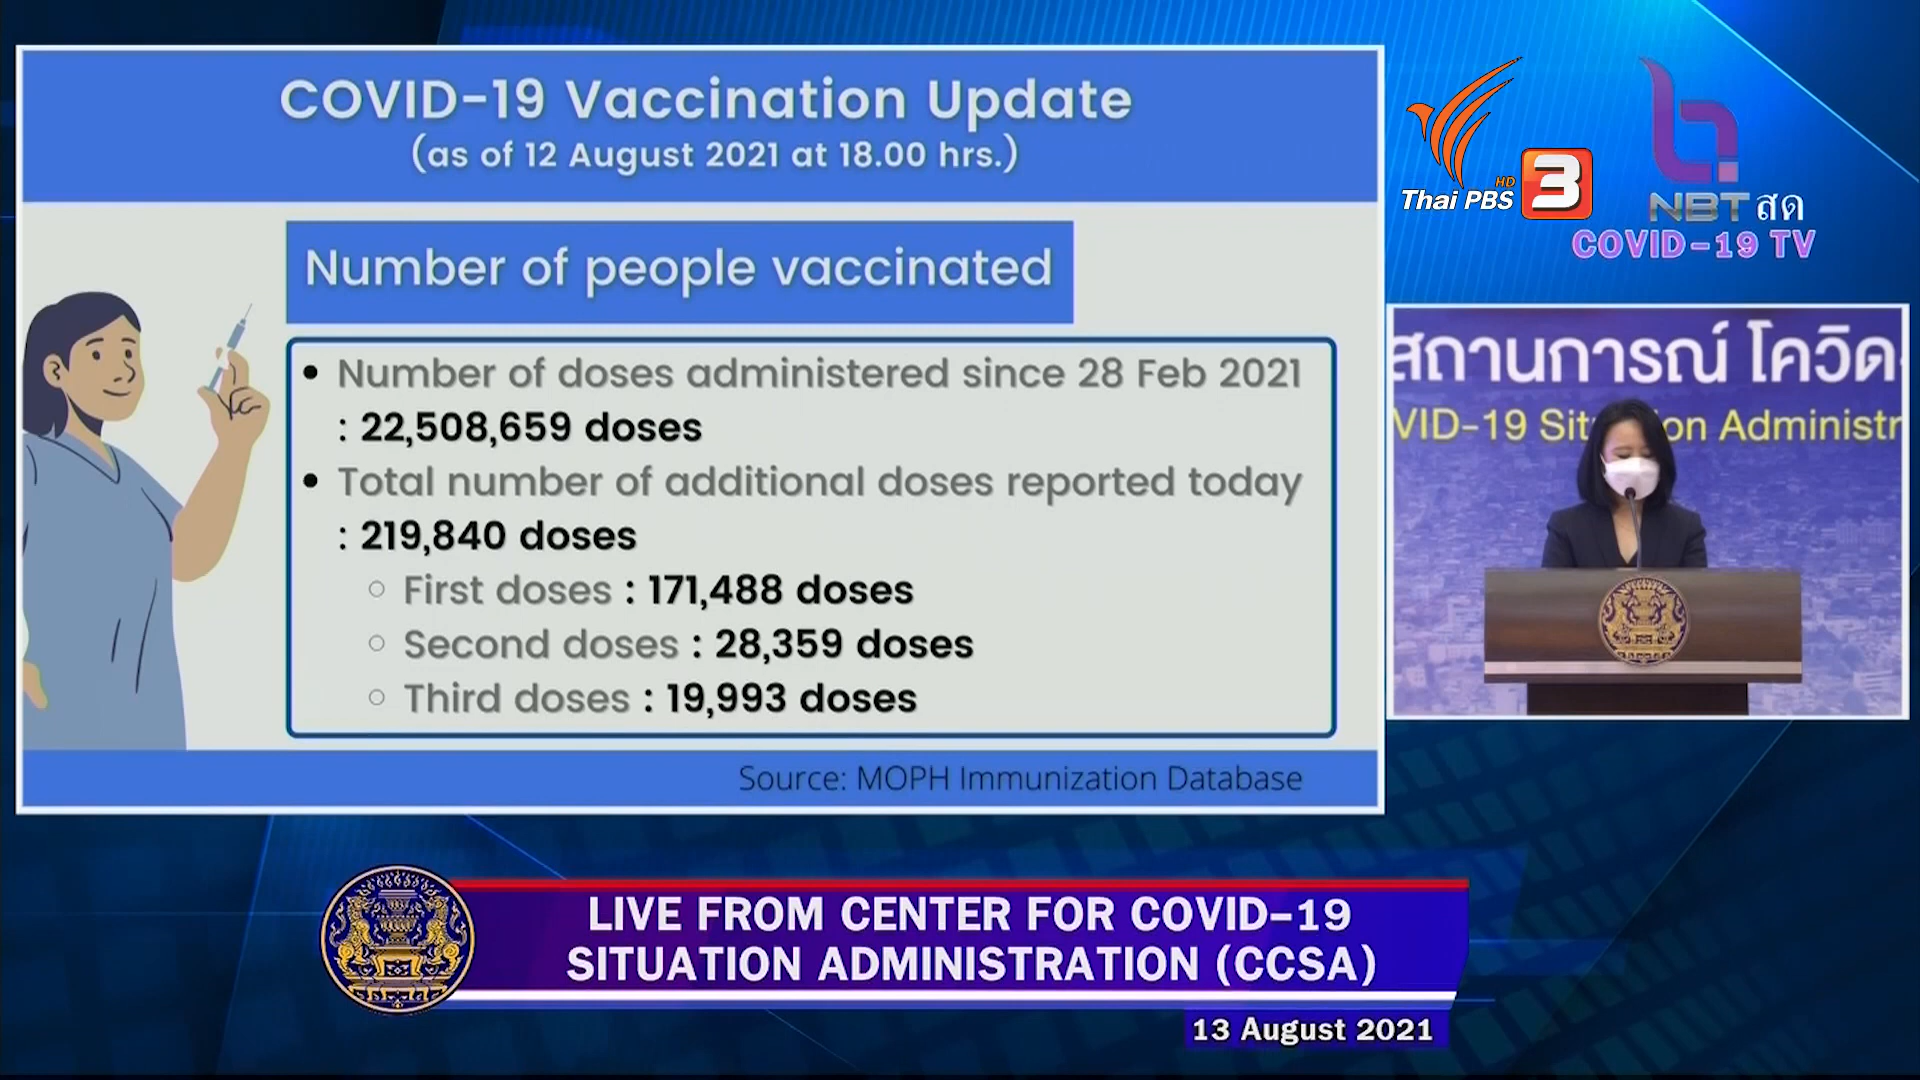 COVID-19 Vaccination Update
(as of 12 August 2021 at 18.00 hrs.)
Number of people vaccinated
• Number of doses administered since 28 Feb 2021
: 22,508,659 doses
• Total number of additional doses reported today
: 219,840 doses
○ First doses : 171,488 doses
○ Second doses : 28,359 doses
○ Third doses : 19,993 doses
Source: MOPH Immunization Database
Thai PBS HD 3
NBT สด
COVID-19 TV
สถานการณ์ โควิด
VID-19 Sit on Administr
LIVE FROM CENTER FOR COVID-19
SITUATION ADMINISTRATION (CCSA)
13 August 2021